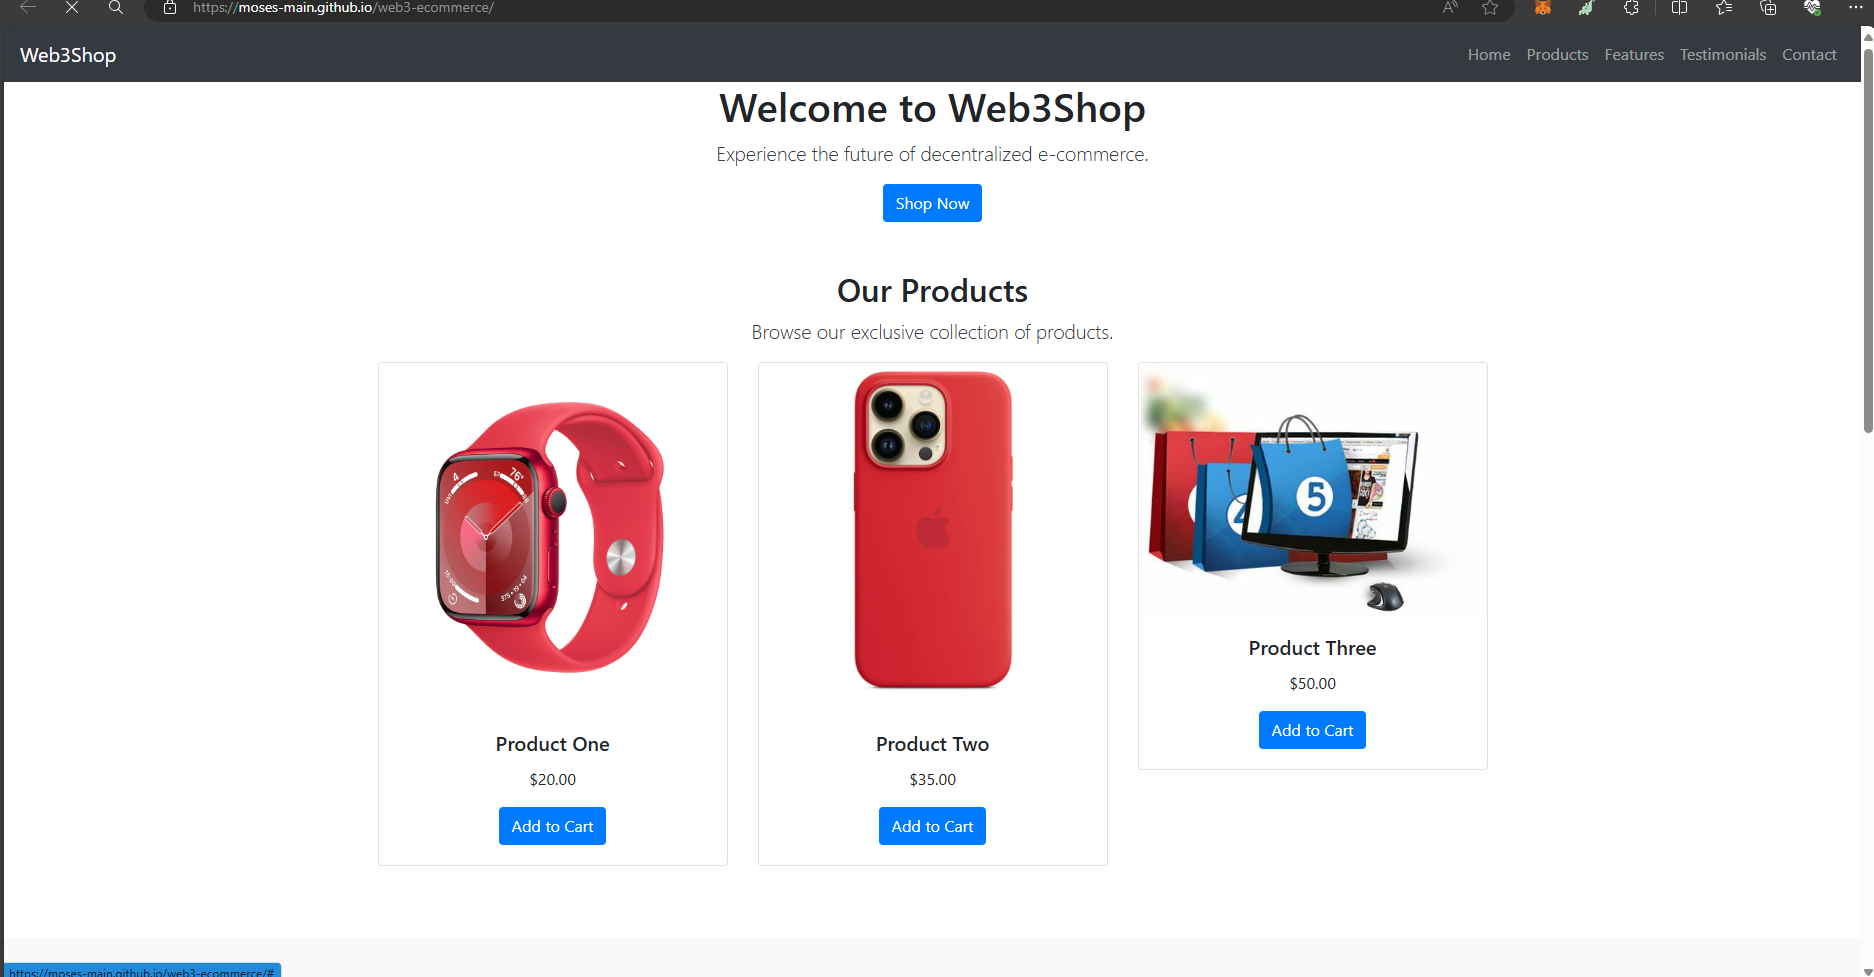 https://moses-main.github.io/web3-ecommerce/
Web3Shop
Home Products Features Testimonials Contact
Welcome to Web3Shop
Experience the future of decentralized e-commerce.
Shop Now
Our Products
Browse our exclusive collection of products.
4
76°
5
Product One
$20.00
Add to Cart
Product Two
$35.00
Add to Cart
Product Three
$50.00
Add to Cart
https://moses-main.github.io/web3-ecommerce/#